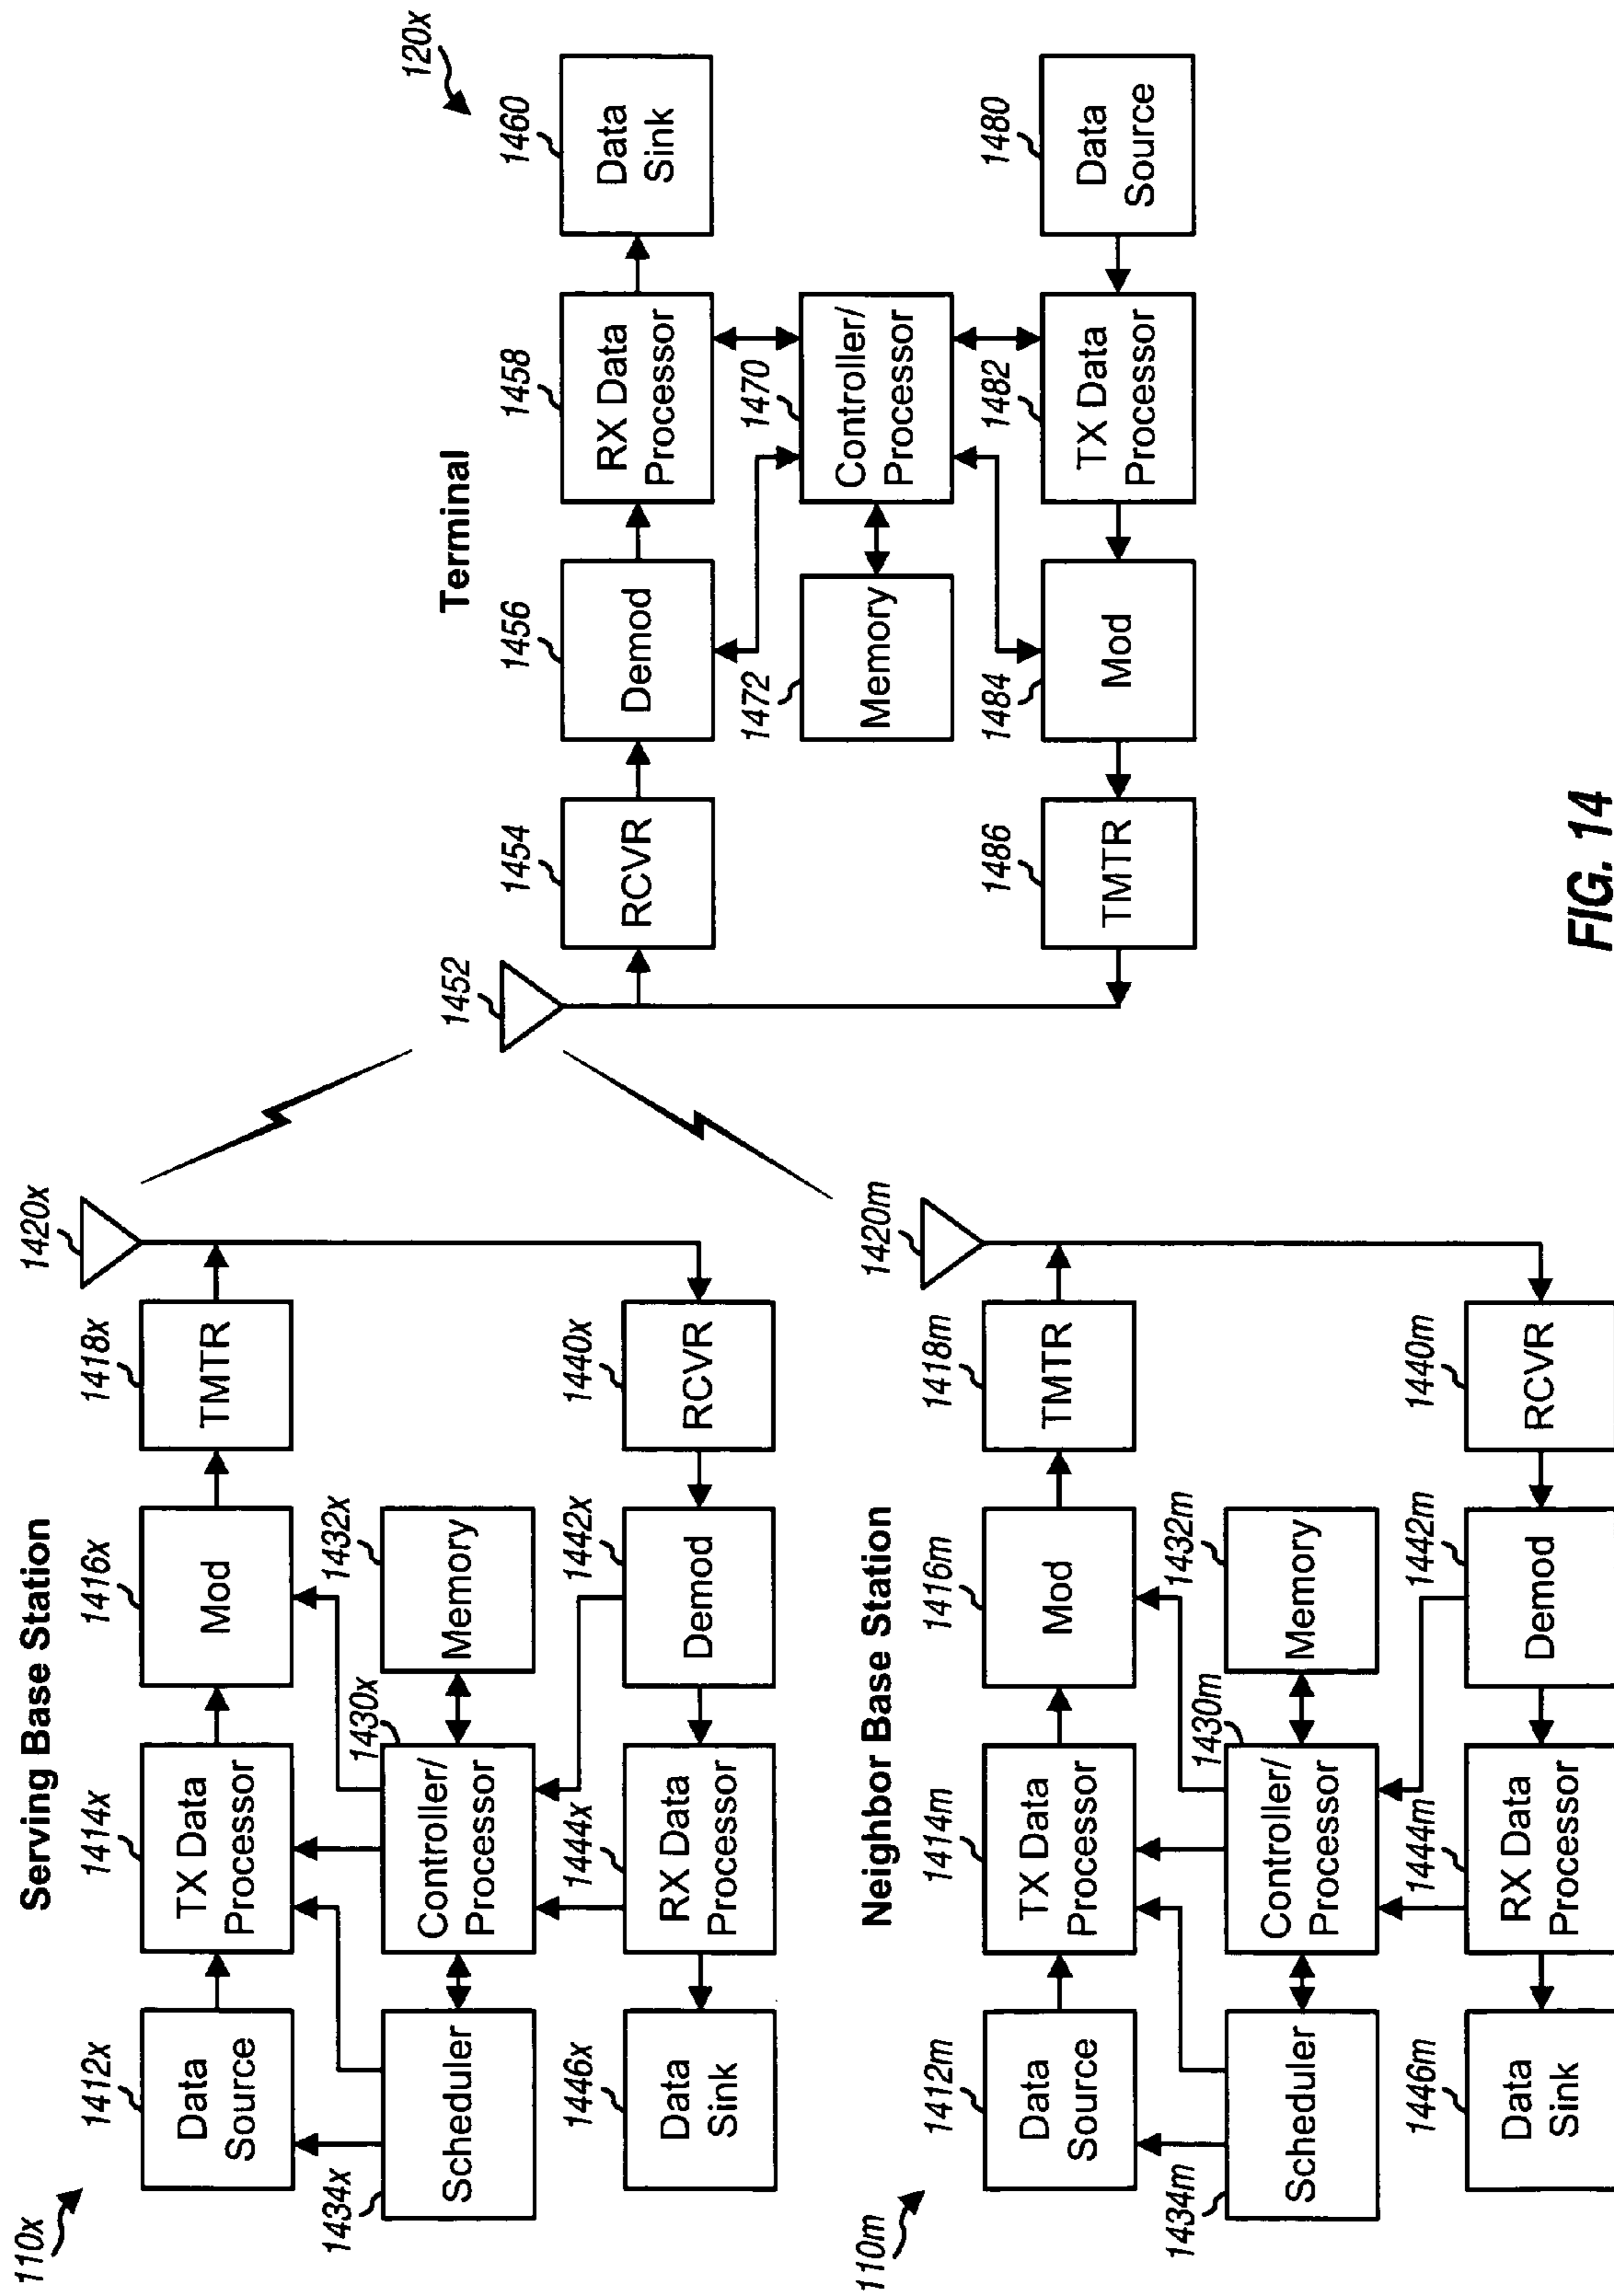 Serving Base Station
110x
1412x
Data
Source
1414x
TX Data
Processor
1416x
Mod
1418x
TMTR
1420x
1434x
Scheduler
1430x
Controller/
Processor
1432x
Memory
1446x
Data
Sink
1444x
RX Data
Processor
1442x
Demod
1440x
RCVR
Neighbor Base Station
110m
1412m
Data
Source
1414m
TX Data
Processor
1416m
Mod
1418m
TMTR
1420m
1434m
Scheduler
1430m
Controller/
Processor
1432m
Memory
1446m
Data
Sink
1444m
RX Data
Processor
1442m
Demod
1440m
RCVR
Terminal
120x
1452
1454
RCVR
1456
Demod
1458
RX Data
Processor
1460
Data
Sink
1472
Memory
1470
Controller/
Processor
1486
TMTR
1484
Mod
1482
TX Data
Processor
1480
Data
Source
FIG. 14